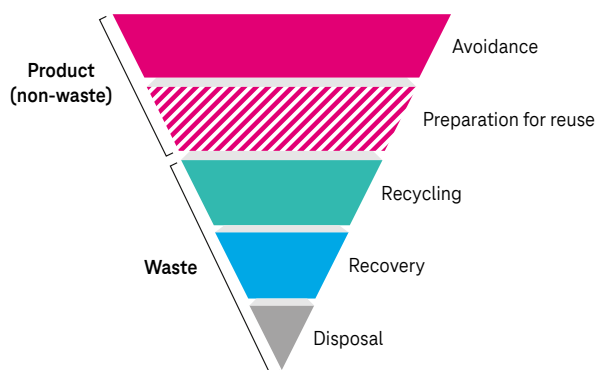 Avoidance
Product
(non-waste)
Preparation for reuse
Recycling
Waste
Recovery
Disposal